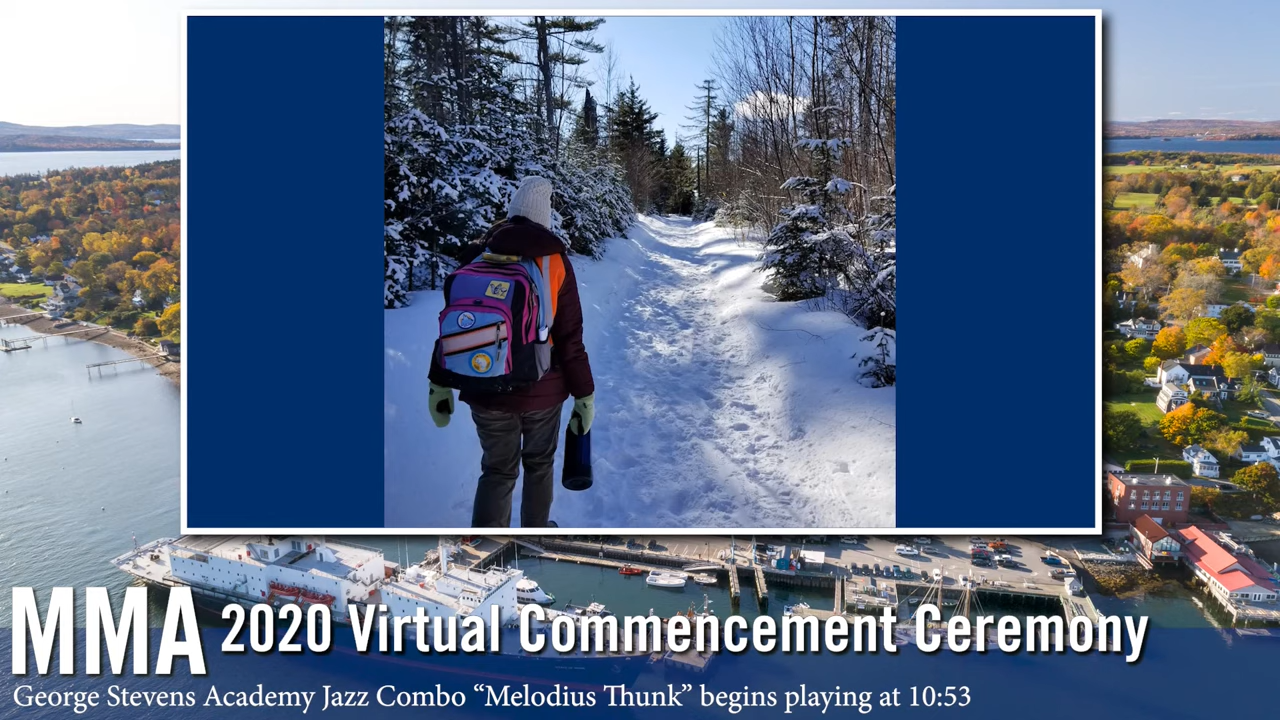 MMA 2020 Virtual Commencement Ceremony
George Stevens Academy Jazz Combo “Melodius Thunk” begins playing at 10:53